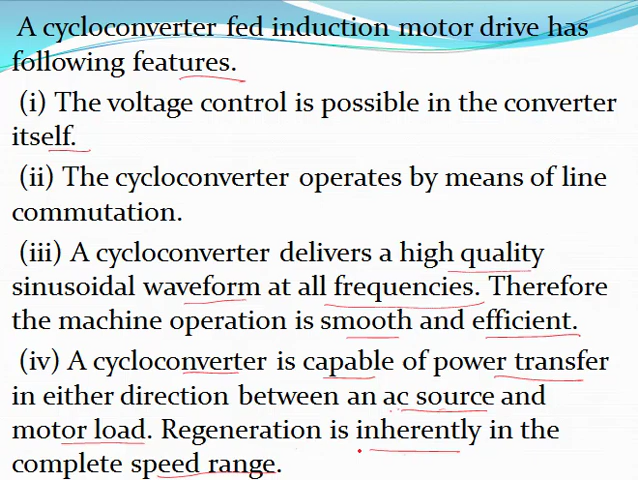 A cycloconverter fed induction motor drive has
following features.
(i) The voltage control is possible in the converter
itself.
(ii) The cycloconverter operates by means of line
commutation.
(iii) A cycloconverter delivers a high quality
sinusoidal waveform at all frequencies. Therefore
the machine operation is smooth and efficient.
(iv) A cycloconverter is capable of power transfer
in either direction between an ac source and
motor load. Regeneration is inherently in the
complete speed range.